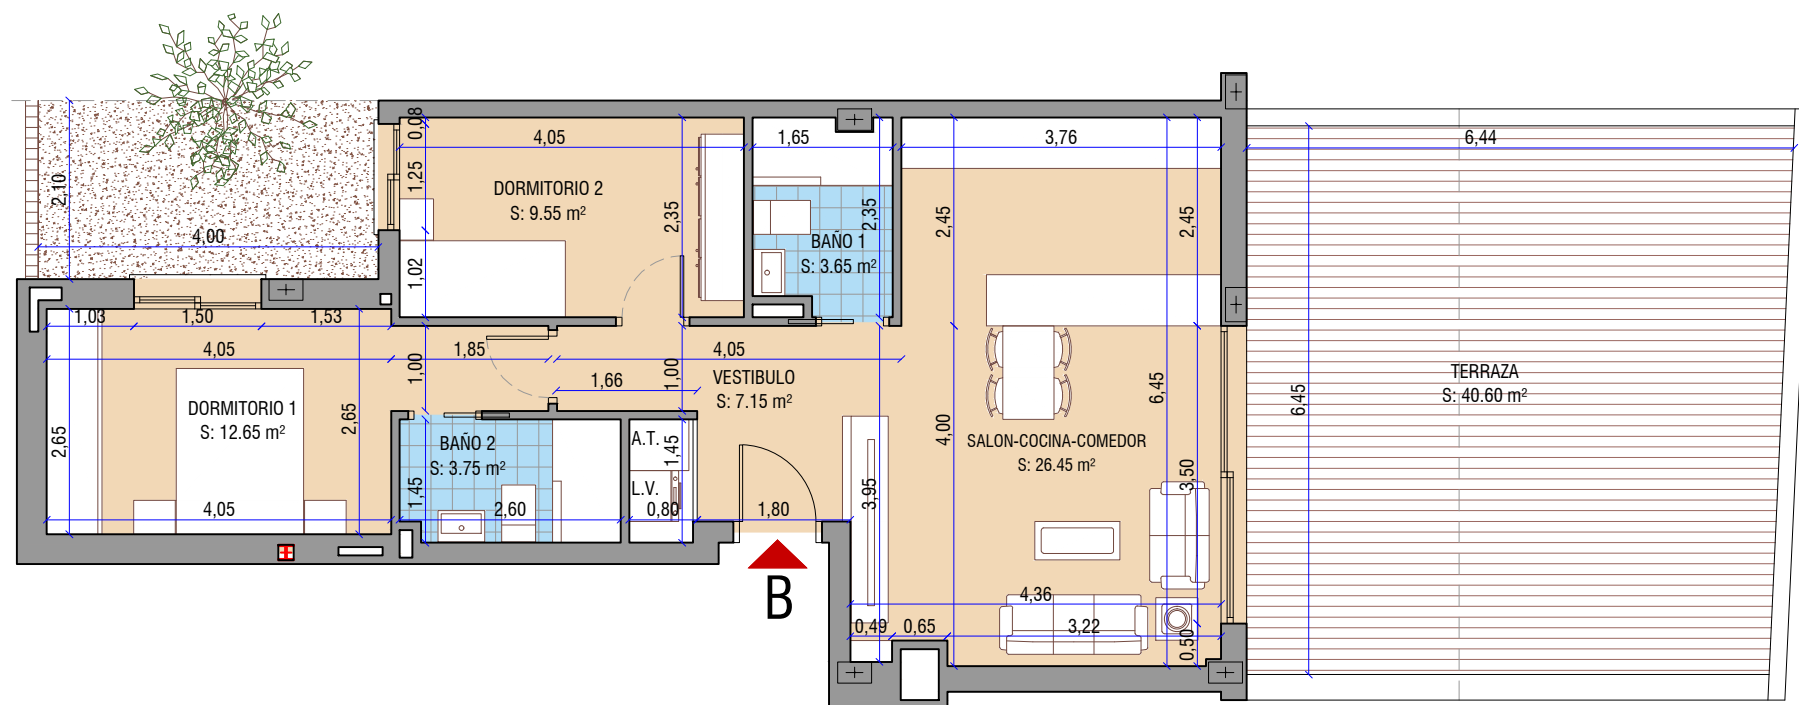 0,08
4,05
1,65
3,76
6,44
1,25
2,10
DORMITORIO 2
S: 9.55 m²
2,35
2,35
2,45
2,45
4,00
BAÑO 1
S: 3.65 m²
1,02
1,03
1,50
1,53
4,05
1,85
4,05
1,00
1,00
1,66
VESTIBULO
S: 7.15 m²
TERRAZA
S: 40.60 m²
6,45
6,45
DORMITORIO 1
S: 12.65 m²
2,65
2,65
4,00
BAÑO 2
S: 3.75 m²
A.T.
1,45
SALON-COCINA-COMEDOR
S: 26.45 m²
L.V.
1,45
3,95
3,50
4,05
2,60
0,80
1,80
B
4,36
0,49
0,65
3,22
0,50